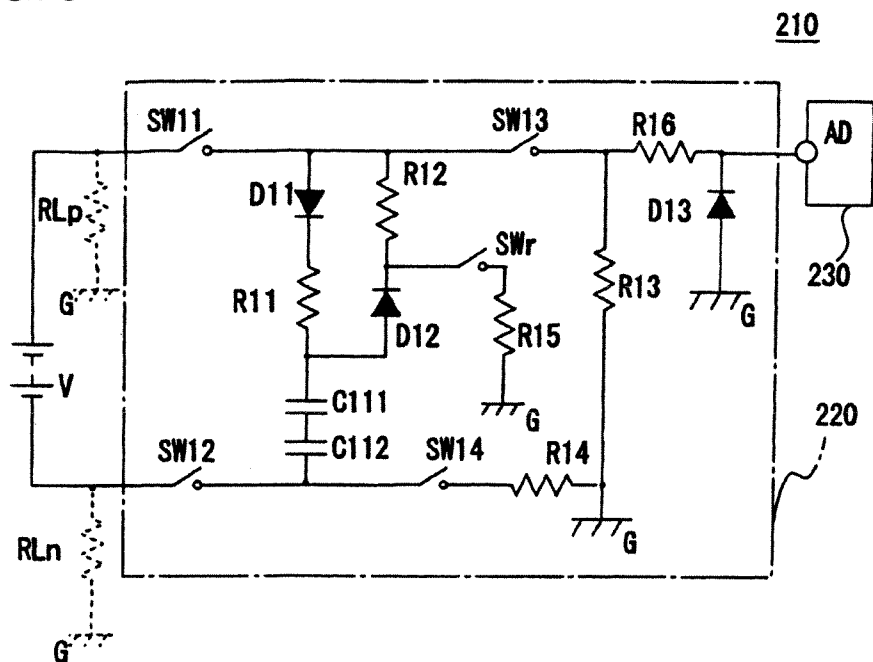 210
SW11
SW13
R16
AD
RLp
D11
R12
D13
SWr
230
G
R11
D12
R15
R13
G
V
C111
G
C112
SW12
SW14
R14
220
G
RLn
G